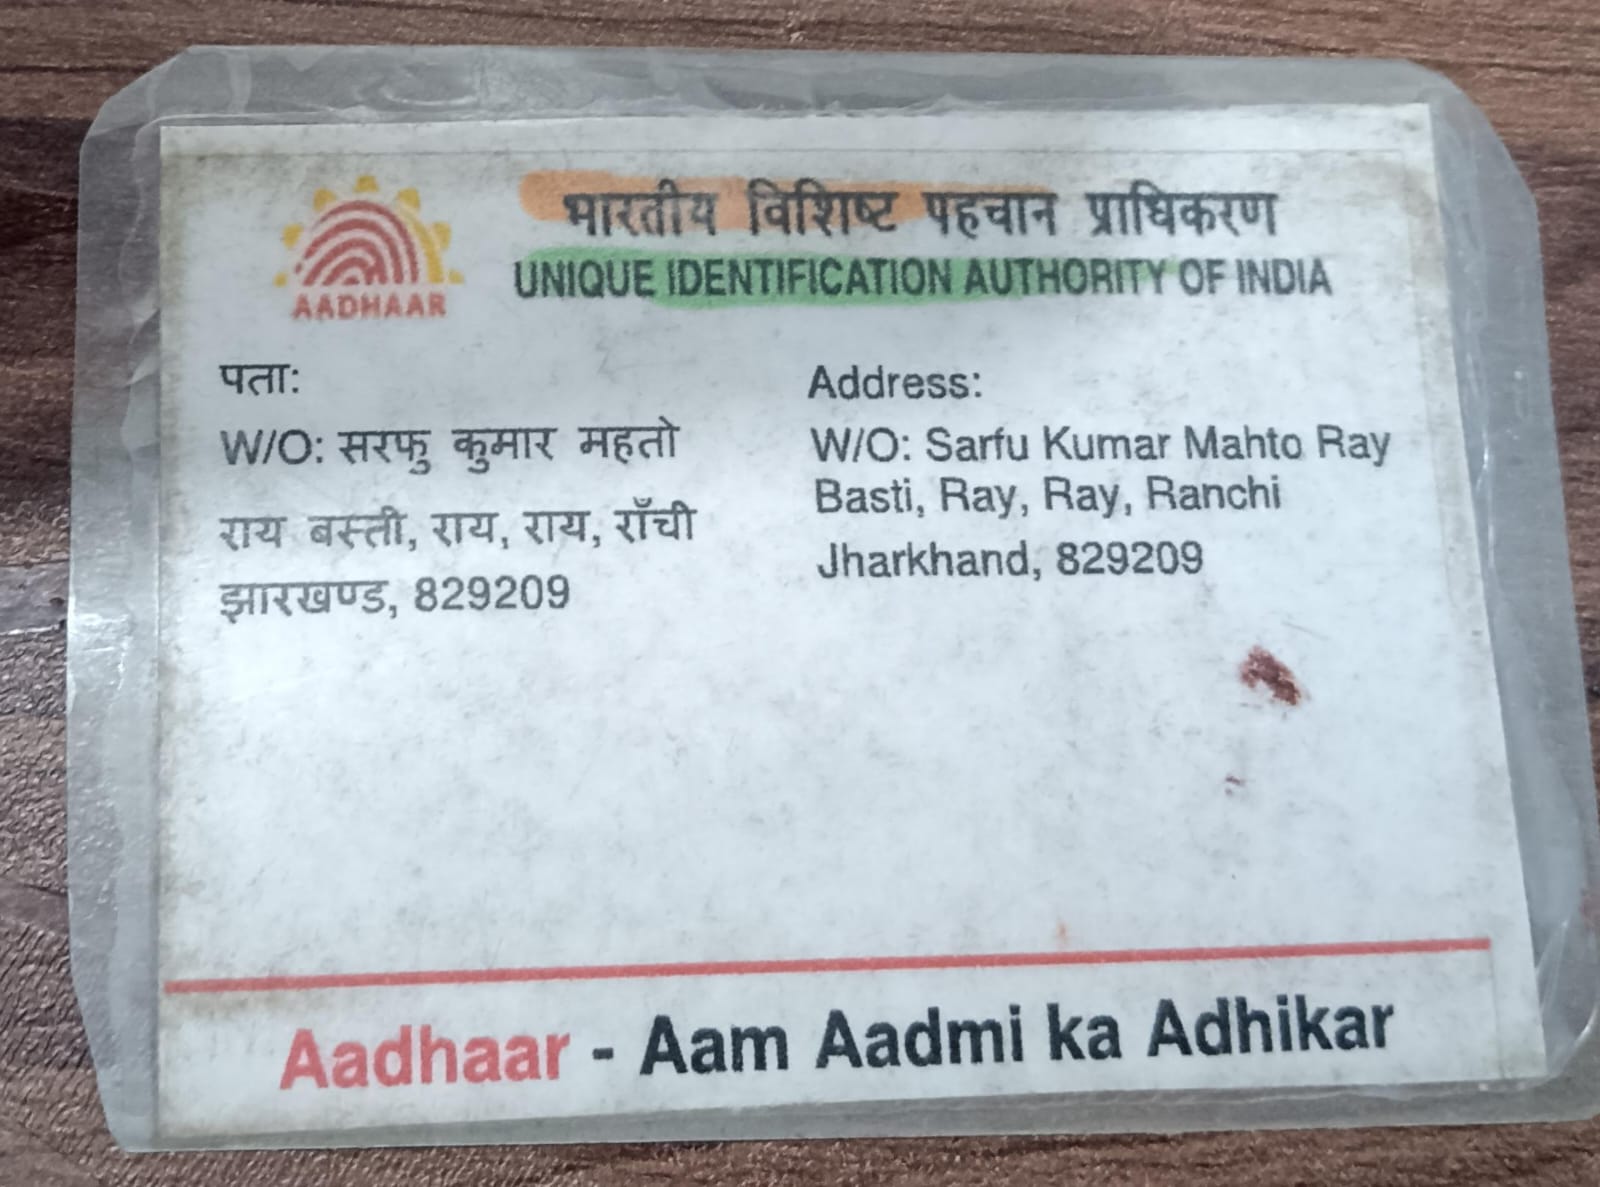 भारतीय विशिष्ट पहचान प्राधिकरण
UNIQUE IDENTIFICATION AUTHORITY OF INDIA
AADHAAR
पता:
W/O: सरफु कुमार महतो
राय बस्ती, राय, राय, राँची
झारखण्ड, 829209
Address:
W/O: Sarfu Kumar Mahto Ray
Basti, Ray, Ray, Ranchi
Jharkhand, 829209
Aadhaar - Aam Aadmi ka Adhikar